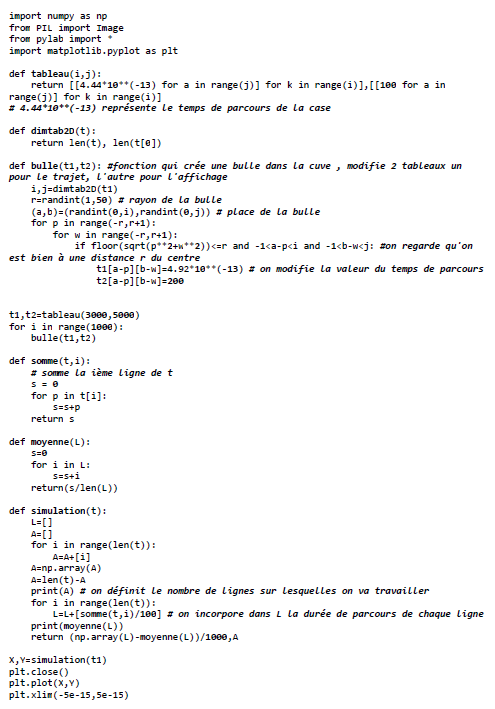 import numpy as np
from PIL import Image
from pylab import *
import matplotlib.pyplot as plt

def tableau(i,j):
    return [[4.44*10**(-13) for a in range(j)] for k in range(i)],[[100 for a in
range(j)] for k in range(i)]
# 4.44*10**(-13) représente le temps de parcours de la case

def dimtab2D(t):
    return len(t), len(t[0])

def bulle(t1,t2): #fonction qui crée une bulle dans la cuve , modifie 2 tableaux un
pour le trajet, l'autre pour l'affichage
    i,j=dimtab2D(t1)
    r=randint(1,50) # rayon de la bulle
    (a,b)=(randint(0,i),randint(0,j)) # place de la bulle
    for p in range(-r,r+1):
        for w in range(-r,r+1):
            if floor(sqrt(p**2+w**2))<=r and -1<a-p<i and -1<b-w<j: #on regarde qu'on
est bien à une distance r du centre
                t1[a-p][b-w]=4.92*10**(-13) # on modifie la valeur du temps de parcours
                t2[a-p][b-w]=200

t1,t2=tableau(3000,5000)
for i in range(1000):
    bulle(t1,t2)

def somme(t,i):
    # somme la ième ligne de t
    s = 0
    for p in t[i]:
        s=s+p
    return s

def moyenne(L):
    s=0
    for i in L:
        s=s+i
    return(s/len(L))

def simulation(t):
    L=[]
    A=[]
    for i in range(len(t)):
        A=A+[i]
    A=np.array(A)
    A=len(t)-A
    print(A) # on définit le nombre de lignes sur lesquelles on va travailler
    for i in range(len(t)):
        L=L+[somme(t,i)/100] # on incorpore dans L la durée de parcours de chaque ligne
    print(moyenne(L))
    return (np.array(L)-moyenne(L))/1000,A

X,Y=simulation(t1)
plt.close()
plt.plot(X,Y)
plt.xlim(-5e-15,5e-15)